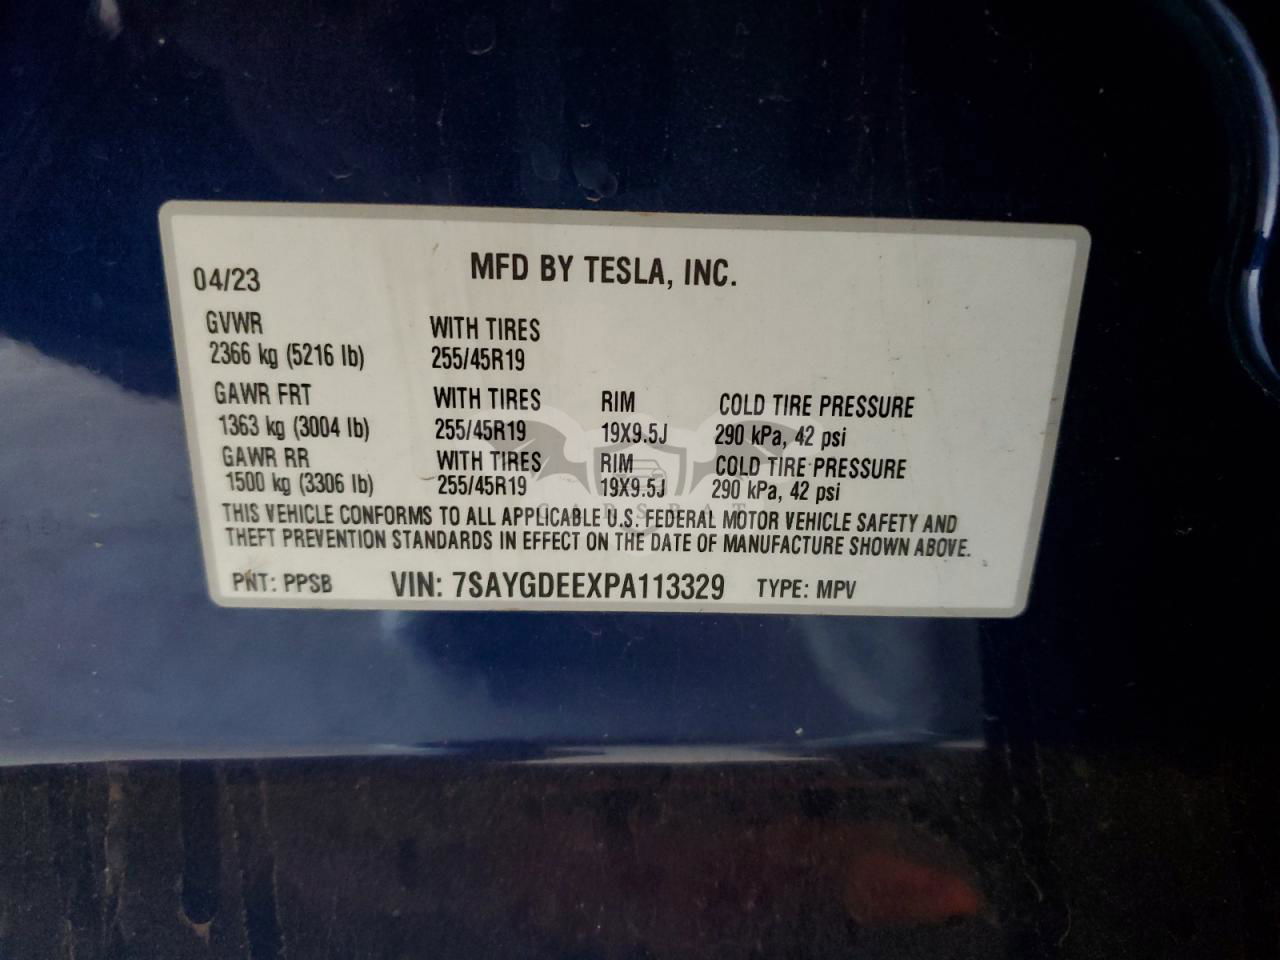 04/23 MFD BY TESLA, INC.
GVWR WITH TIRES
2366 kg (5216 lb) 255/45R19
GAWR FRT WITH TIRES RIM COLD TIRE PRESSURE
1363 kg (3004 lb) 255/45R19 19X9.5J 290 kPa, 42 psi
GAWR RR WITH TIRES RIM COLD TIRE PRESSURE
1500 kg (3306 lb) 255/45R19 19X9.5J 290 kPa, 42 psi
THIS VEHICLE CONFORMS TO ALL APPLICABLE U.S. FEDERAL MOTOR VEHICLE SAFETY AND
THEFT PREVENTION STANDARDS IN EFFECT ON THE DATE OF MANUFACTURE SHOWN ABOVE.
PNT: PPSB VIN: 7SAYGDEEXPA113329 TYPE: MPV